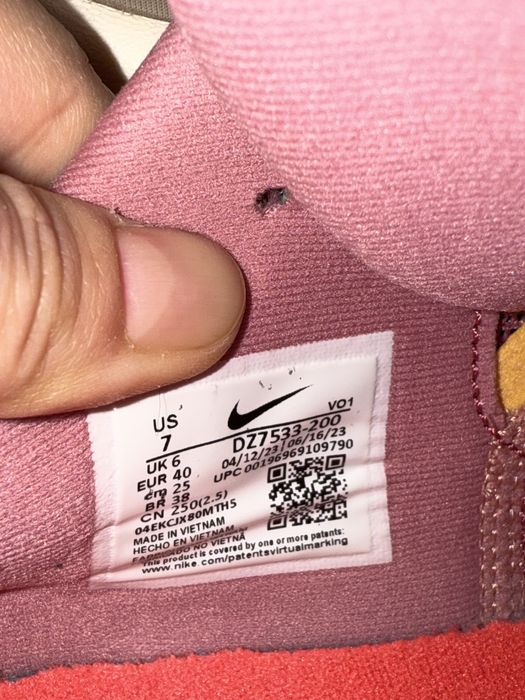 US
7
VO1
UK 6
DZ7533-200
EUR 40
04/12/23 / 06/16/23
cm 25
UPC 00196969109790
BR 38
CN 250(2.5)
04EKCJX80MTH5
MADE IN VIETNAM
HECHO EN VIETNAM
FABRICADO NO VIETNÃ
This product is covered by one or more patents:
www.nike.com/patentsvirtualmarking